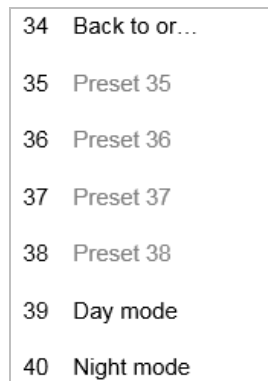 34 Back to or...
35 Preset 35
36 Preset 36
37 Preset 37
38 Preset 38
39 Day mode
40 Night mode